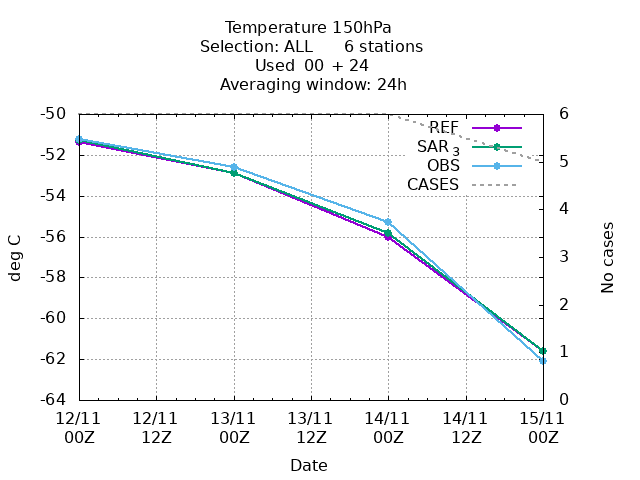 Temperature 150hPa
Selection: ALL 6 stations
Used 00 + 24
Averaging window: 24h
-50
-52
-54
-56
-58
-60
-62
-64
deg C
6
5
4
3
2
1
0
No cases
REF
SAR 3
OBS
CASES
12/11 12/11 13/11 13/11 14/11 14/11 15/11
00Z 12Z 00Z 12Z 00Z 12Z 00Z
Date